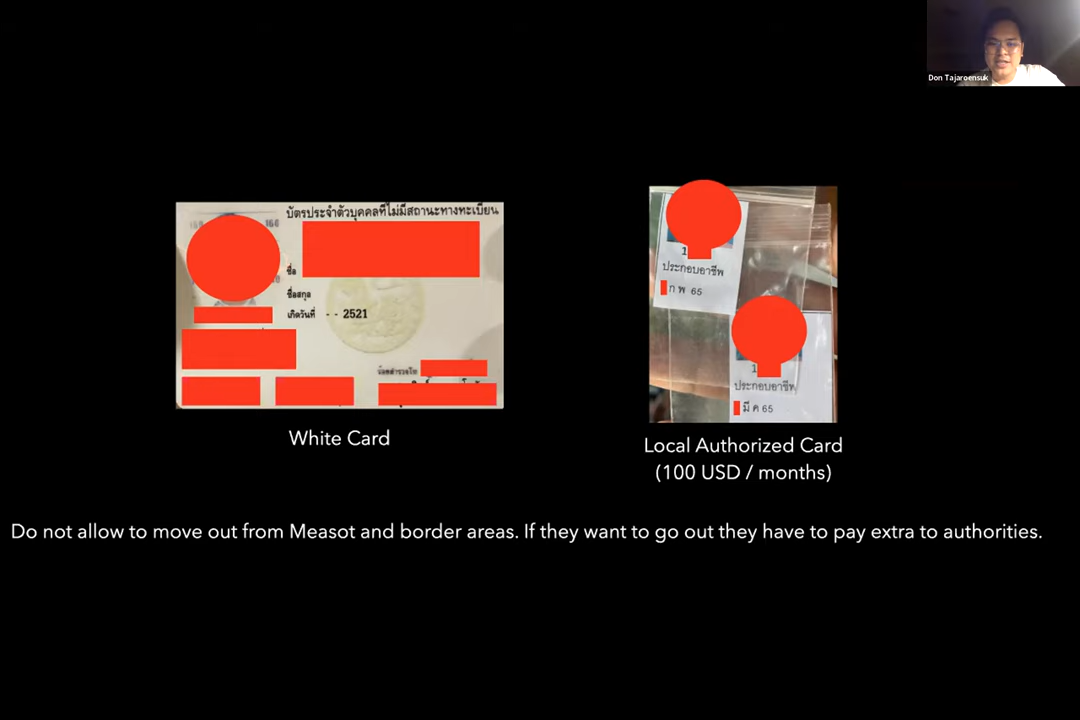 Don Tajaroensuk
บัตรประจำตัวบุคคลที่ไม่มีสถานะทางทะเบียน
ชื่อ
ชื่อสกุล
เกิดวันที่ - - 2521
White Card
1
ประกอบอาชีพ
ก พ 65
1
ประกอบอาชีพ
มี ค 65
Local Authorized Card
(100 USD / months)
Do not allow to move out from Measot and border areas. If they want to go out they have to pay extra to authorities.